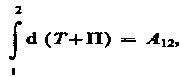 ∫₁² d (T+Π) = A₁₂,